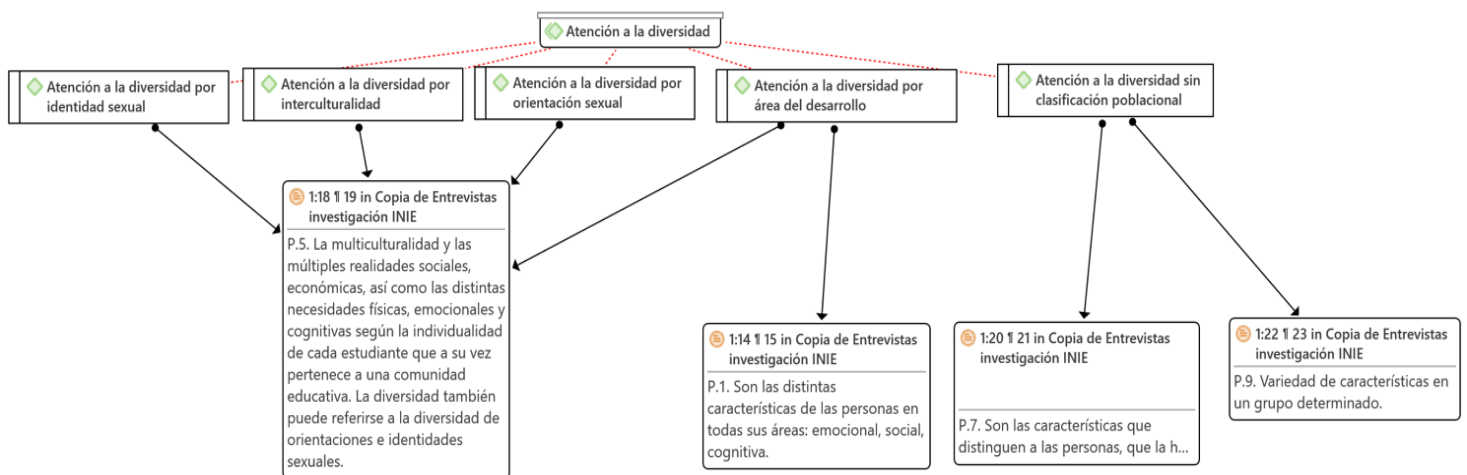 Atención a la diversidad
Atención a la diversidad por
identidad sexual
Atención a la diversidad por
interculturalidad
Atención a la diversidad por
orientación sexual
Atención a la diversidad por
área del desarrollo
Atención a la diversidad sin
clasificación poblacional
1:18 ¶ 19 in Copia de Entrevistas
investigación INIE
P.5. La multiculturalidad y las
múltiples realidades sociales,
económicas, así como las distintas
necesidades físicas, emocionales y
cognitivas según la individualidad
de cada estudiante que a su vez
pertenece a una comunidad
educativa. La diversidad también
puede referirse a la diversidad de
orientaciones e identidades
sexuales.
1:14 ¶ 15 in Copia de Entrevistas
investigación INIE
P.1. Son las distintas
características de las personas en
todas sus áreas: emocional, social,
cognitiva.
1:20 ¶ 21 in Copia de Entrevistas
investigación INIE
P.7. Son las características que
distinguen a las personas, que la h...
1:22 ¶ 23 in Copia de Entrevistas
investigación INIE
P.9. Variedad de características en
un grupo determinado.